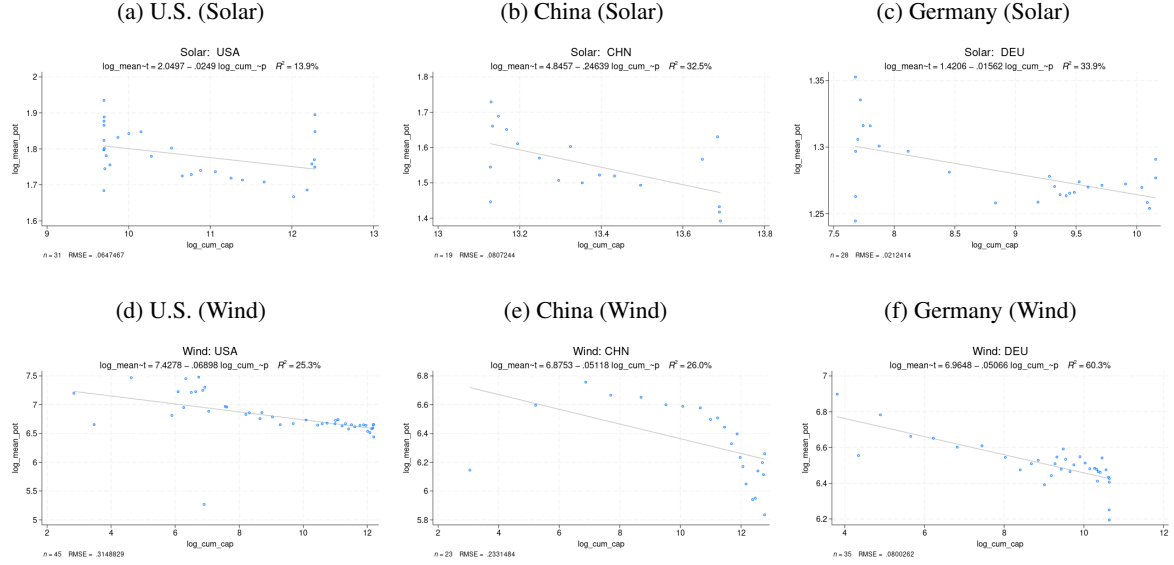 (a) U.S. (Solar)
Solar: USA
log_mean~t = 2.0497 − .0249 log_cum_~p R² = 13.9%
log_mean_pot
2
1.9
1.8
1.7
1.6
9
10
11
12
13
log_cum_cap
n = 31 RMSE = .0647467
(b) China (Solar)
Solar: CHN
log_mean~t = 4.8457 − .24639 log_cum_~p R² = 32.5%
log_mean_pot
1.8
1.7
1.6
1.5
1.4
13
13.2
13.4
13.6
13.8
log_cum_cap
n = 19 RMSE = .0807244
(c) Germany (Solar)
Solar: DEU
log_mean~t = 1.4206 − .01562 log_cum_~p R² = 33.9%
log_mean_pot
1.35
1.3
1.25
7.5
8
8.5
9
9.5
10
log_cum_cap
n = 28 RMSE = .0212414
(d) U.S. (Wind)
Wind: USA
log_mean~t = 7.4278 − .06898 log_cum_~p R² = 25.3%
log_mean_pot
7.5
7
6.5
6
5.5
5
2
4
6
8
10
12
log_cum_cap
n = 45 RMSE = .3148829
(e) China (Wind)
Wind: CHN
log_mean~t = 6.8753 − .05118 log_cum_~p R² = 26.0%
log_mean_pot
6.8
6.6
6.4
6.2
6
5.8
2
4
6
8
10
12
log_cum_cap
n = 23 RMSE = .2331484
(f) Germany (Wind)
Wind: DEU
log_mean~t = 6.9648 − .05066 log_cum_~p R² = 60.3%
log_mean_pot
7
6.8
6.6
6.4
6.2
4
6
8
10
12
log_cum_cap
n = 35 RMSE = .0800262